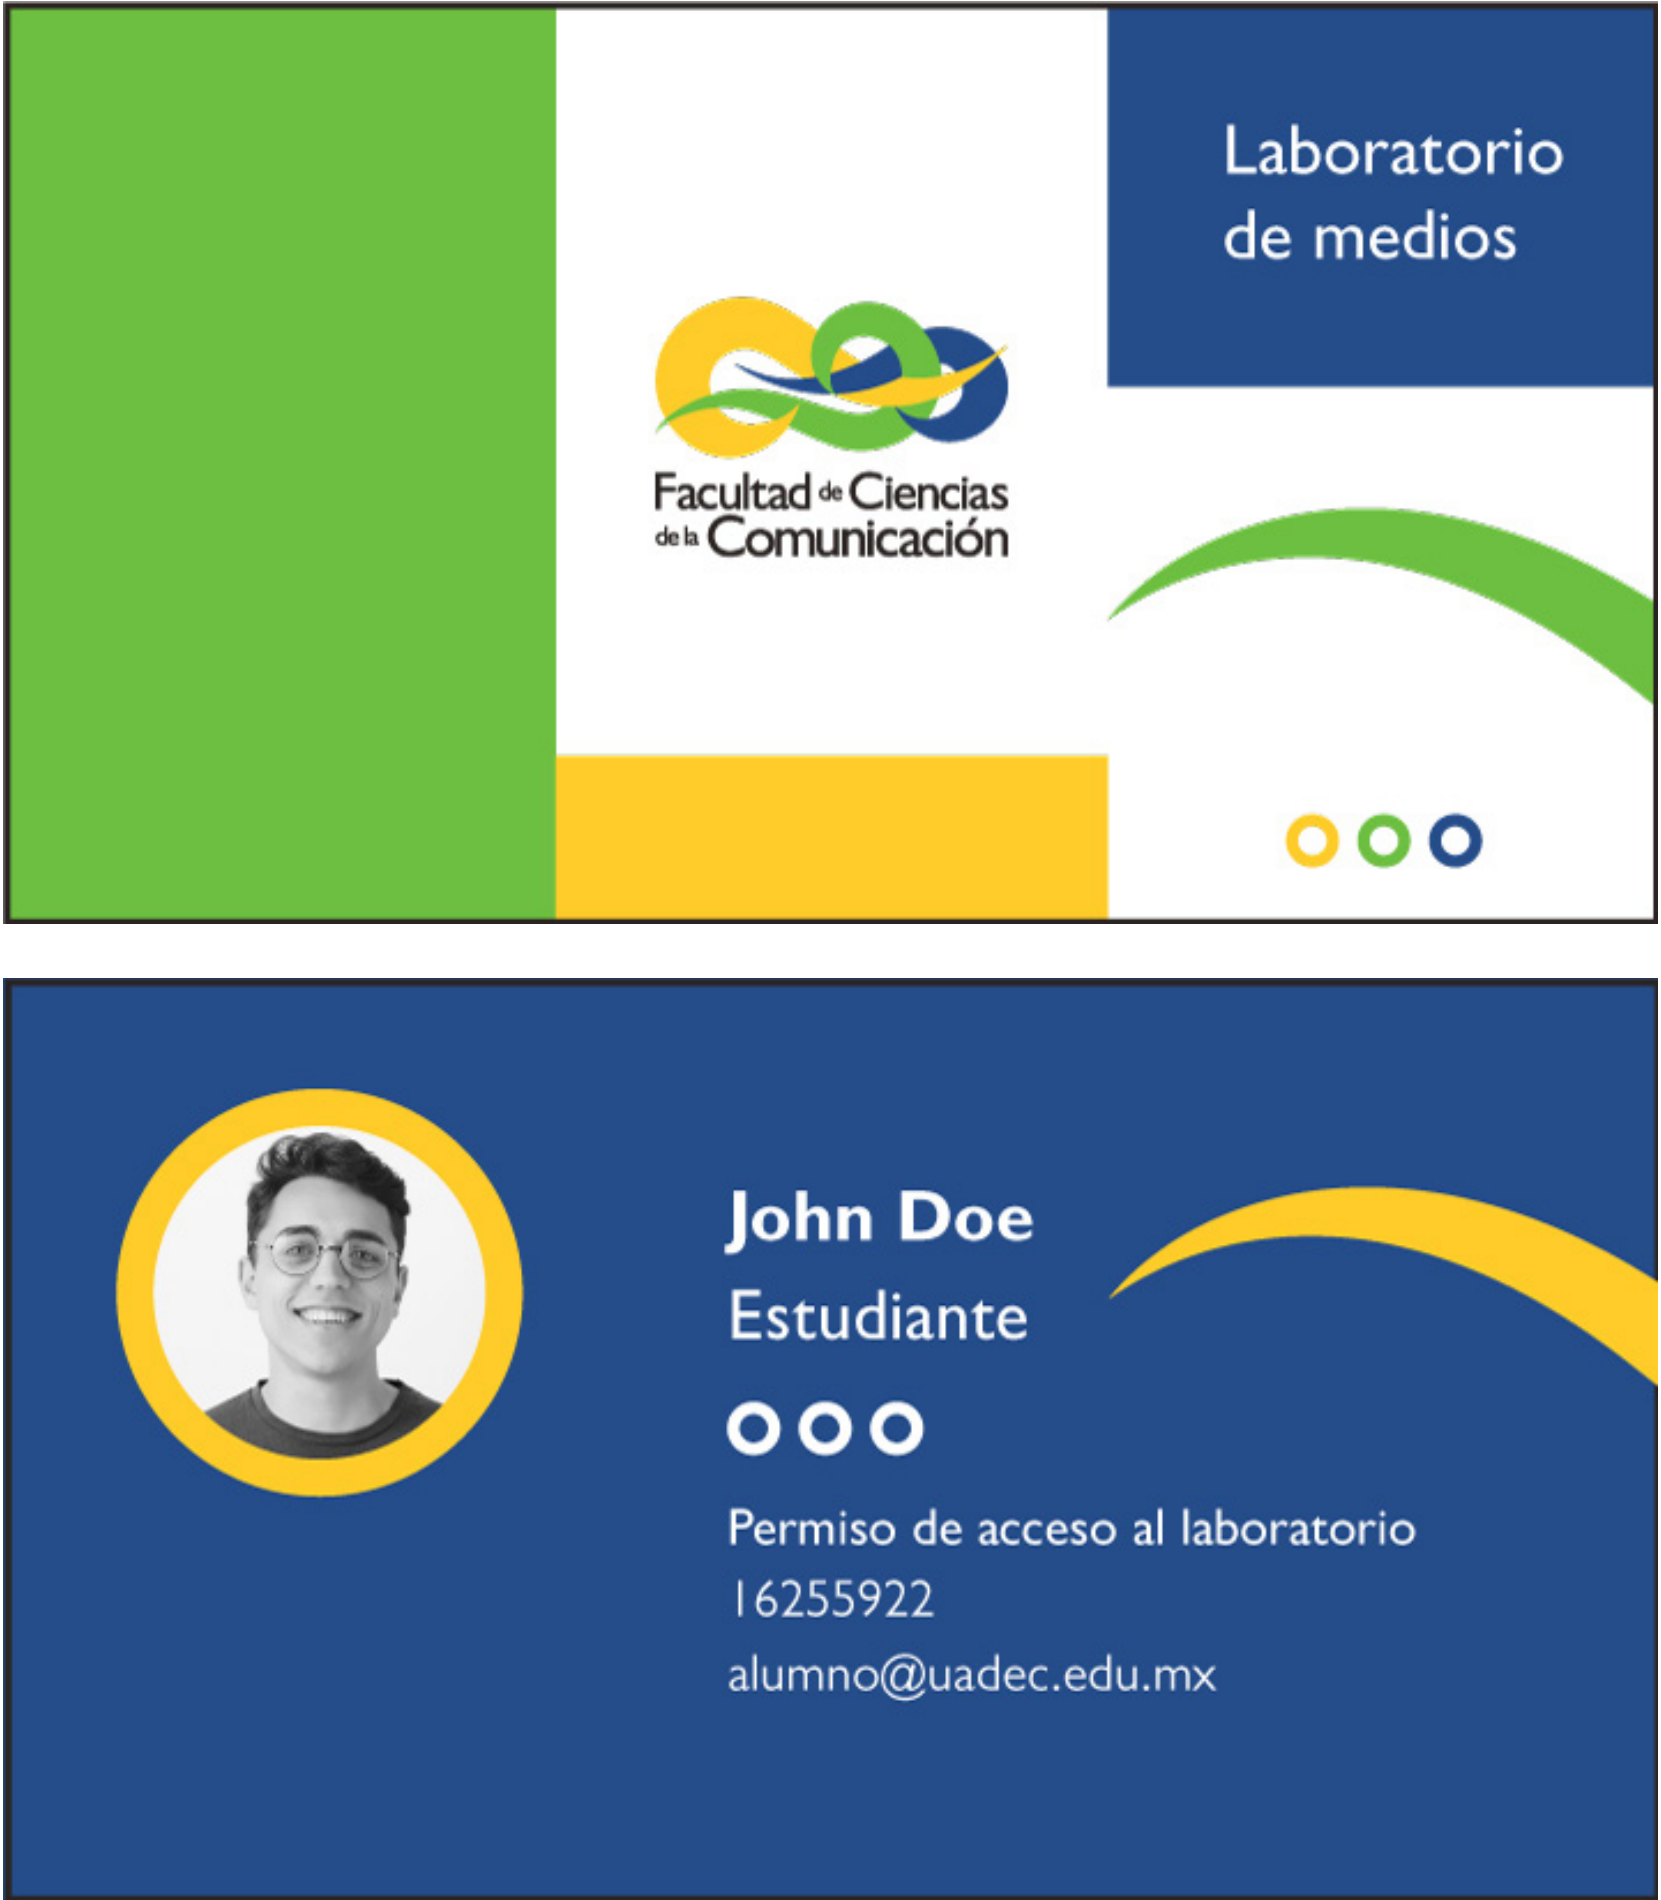 Laboratorio
de medios
Facultad de Ciencias
de la Comunicación
John Doe
Estudiante
Permiso de acceso al laboratorio
16255922
alumno@uadec.edu.mx